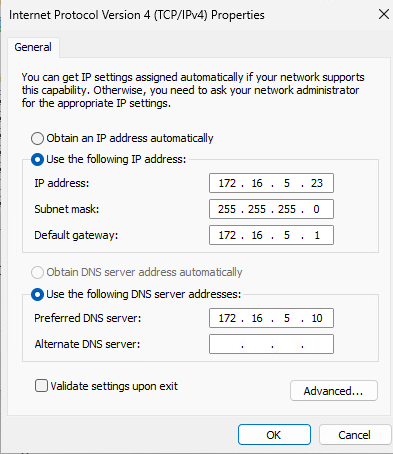 Internet Protocol Version 4 (TCP/IPv4) Properties
General
You can get IP settings assigned automatically if your network supports
this capability. Otherwise, you need to ask your network administrator
for the appropriate IP settings.
Obtain an IP address automatically
Use the following IP address:
IP address: 172 . 16 . 5 . 23
Subnet mask: 255 . 255 . 255 . 0
Default gateway: 172 . 16 . 5 . 1
Obtain DNS server address automatically
Use the following DNS server addresses:
Preferred DNS server: 172 . 16 . 5 . 10
Alternate DNS server: . . .
Validate settings upon exit
Advanced...
OK Cancel